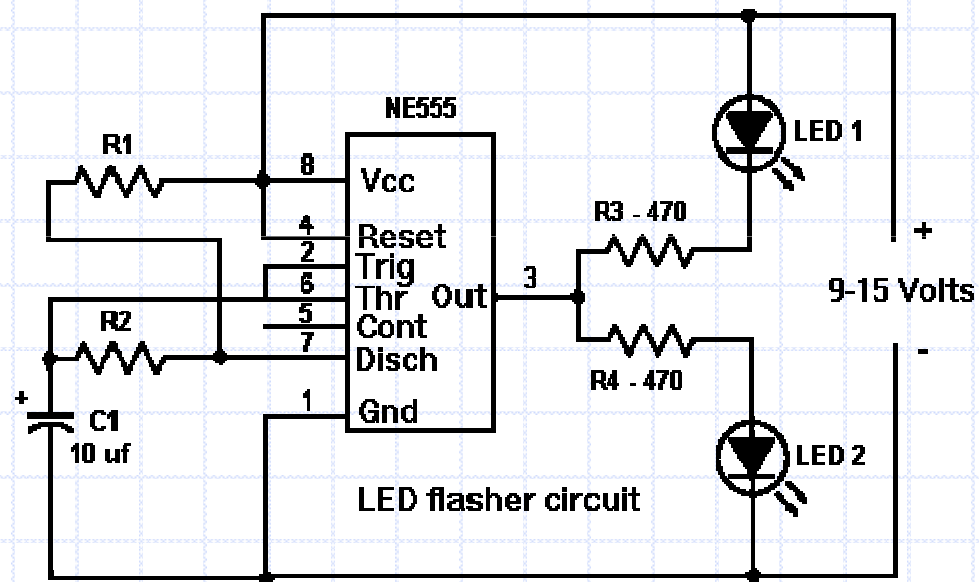 NE555
LED 1
R1
8
Vcc
R3 - 470
4
Reset
+
2
Trig
3
6
Thr
Out
9-15 Volts
5
Cont
R2
7
Disch
-
R4 - 470
+
C1
10 uf
1
Gnd
LED 2
LED flasher circuit